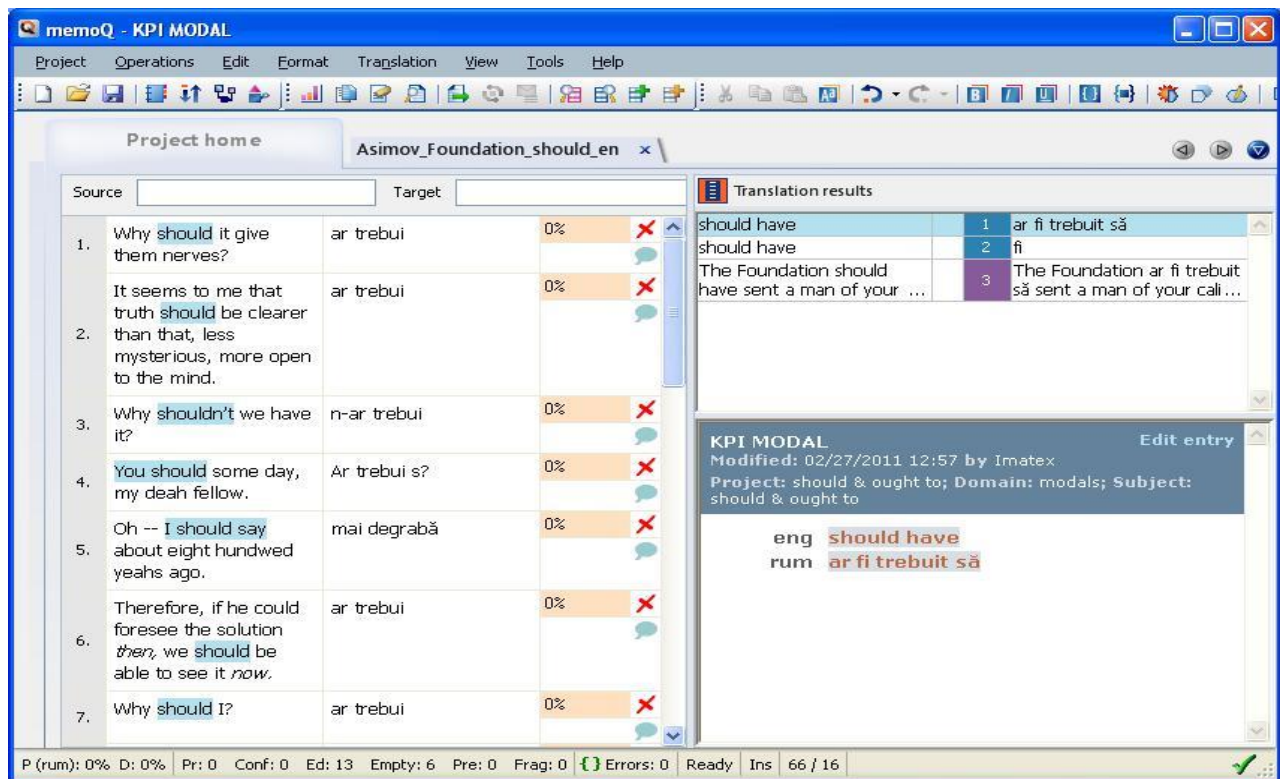 memoQ - KPI MODAL
Project Operations Edit Format Translation View Tools Help
Project home
Asimov_Foundation_should_en x
Source
Target
1.
Why should it give
them nerves?
ar trebui
0%
2.
It seems to me that
truth should be clearer
than that, less
mysterious, more open
to the mind.
ar trebui
0%
3.
Why shouldn't we have
it?
n-ar trebui
0%
4.
You should some day,
my deah fellow.
Ar trebui s?
0%
5.
Oh -- I should say
about eight hundwed
yeahs ago.
mai degrabă
0%
6.
Therefore, if he could
foresee the solution
then, we should be
able to see it now.
ar trebui
0%
7.
Why should I?
ar trebui
0%
Translation results
should have 1 ar fi trebuit să
should have 2 fi
The Foundation should
have sent a man of your ...
3
The Foundation ar fi trebuit
să sent a man of your cali...
KPI MODAL Edit entry
Modified: 02/27/2011 12:57 by Imatex
Project: should & ought to; Domain: modals; Subject:
should & ought to
eng should have
rum ar fi trebuit să
P (rum): 0% D: 0% Pr: 0 Conf: 0 Ed: 13 Empty: 6 Pre: 0 Frag: 0 {} Errors: 0 Ready Ins 66 / 16